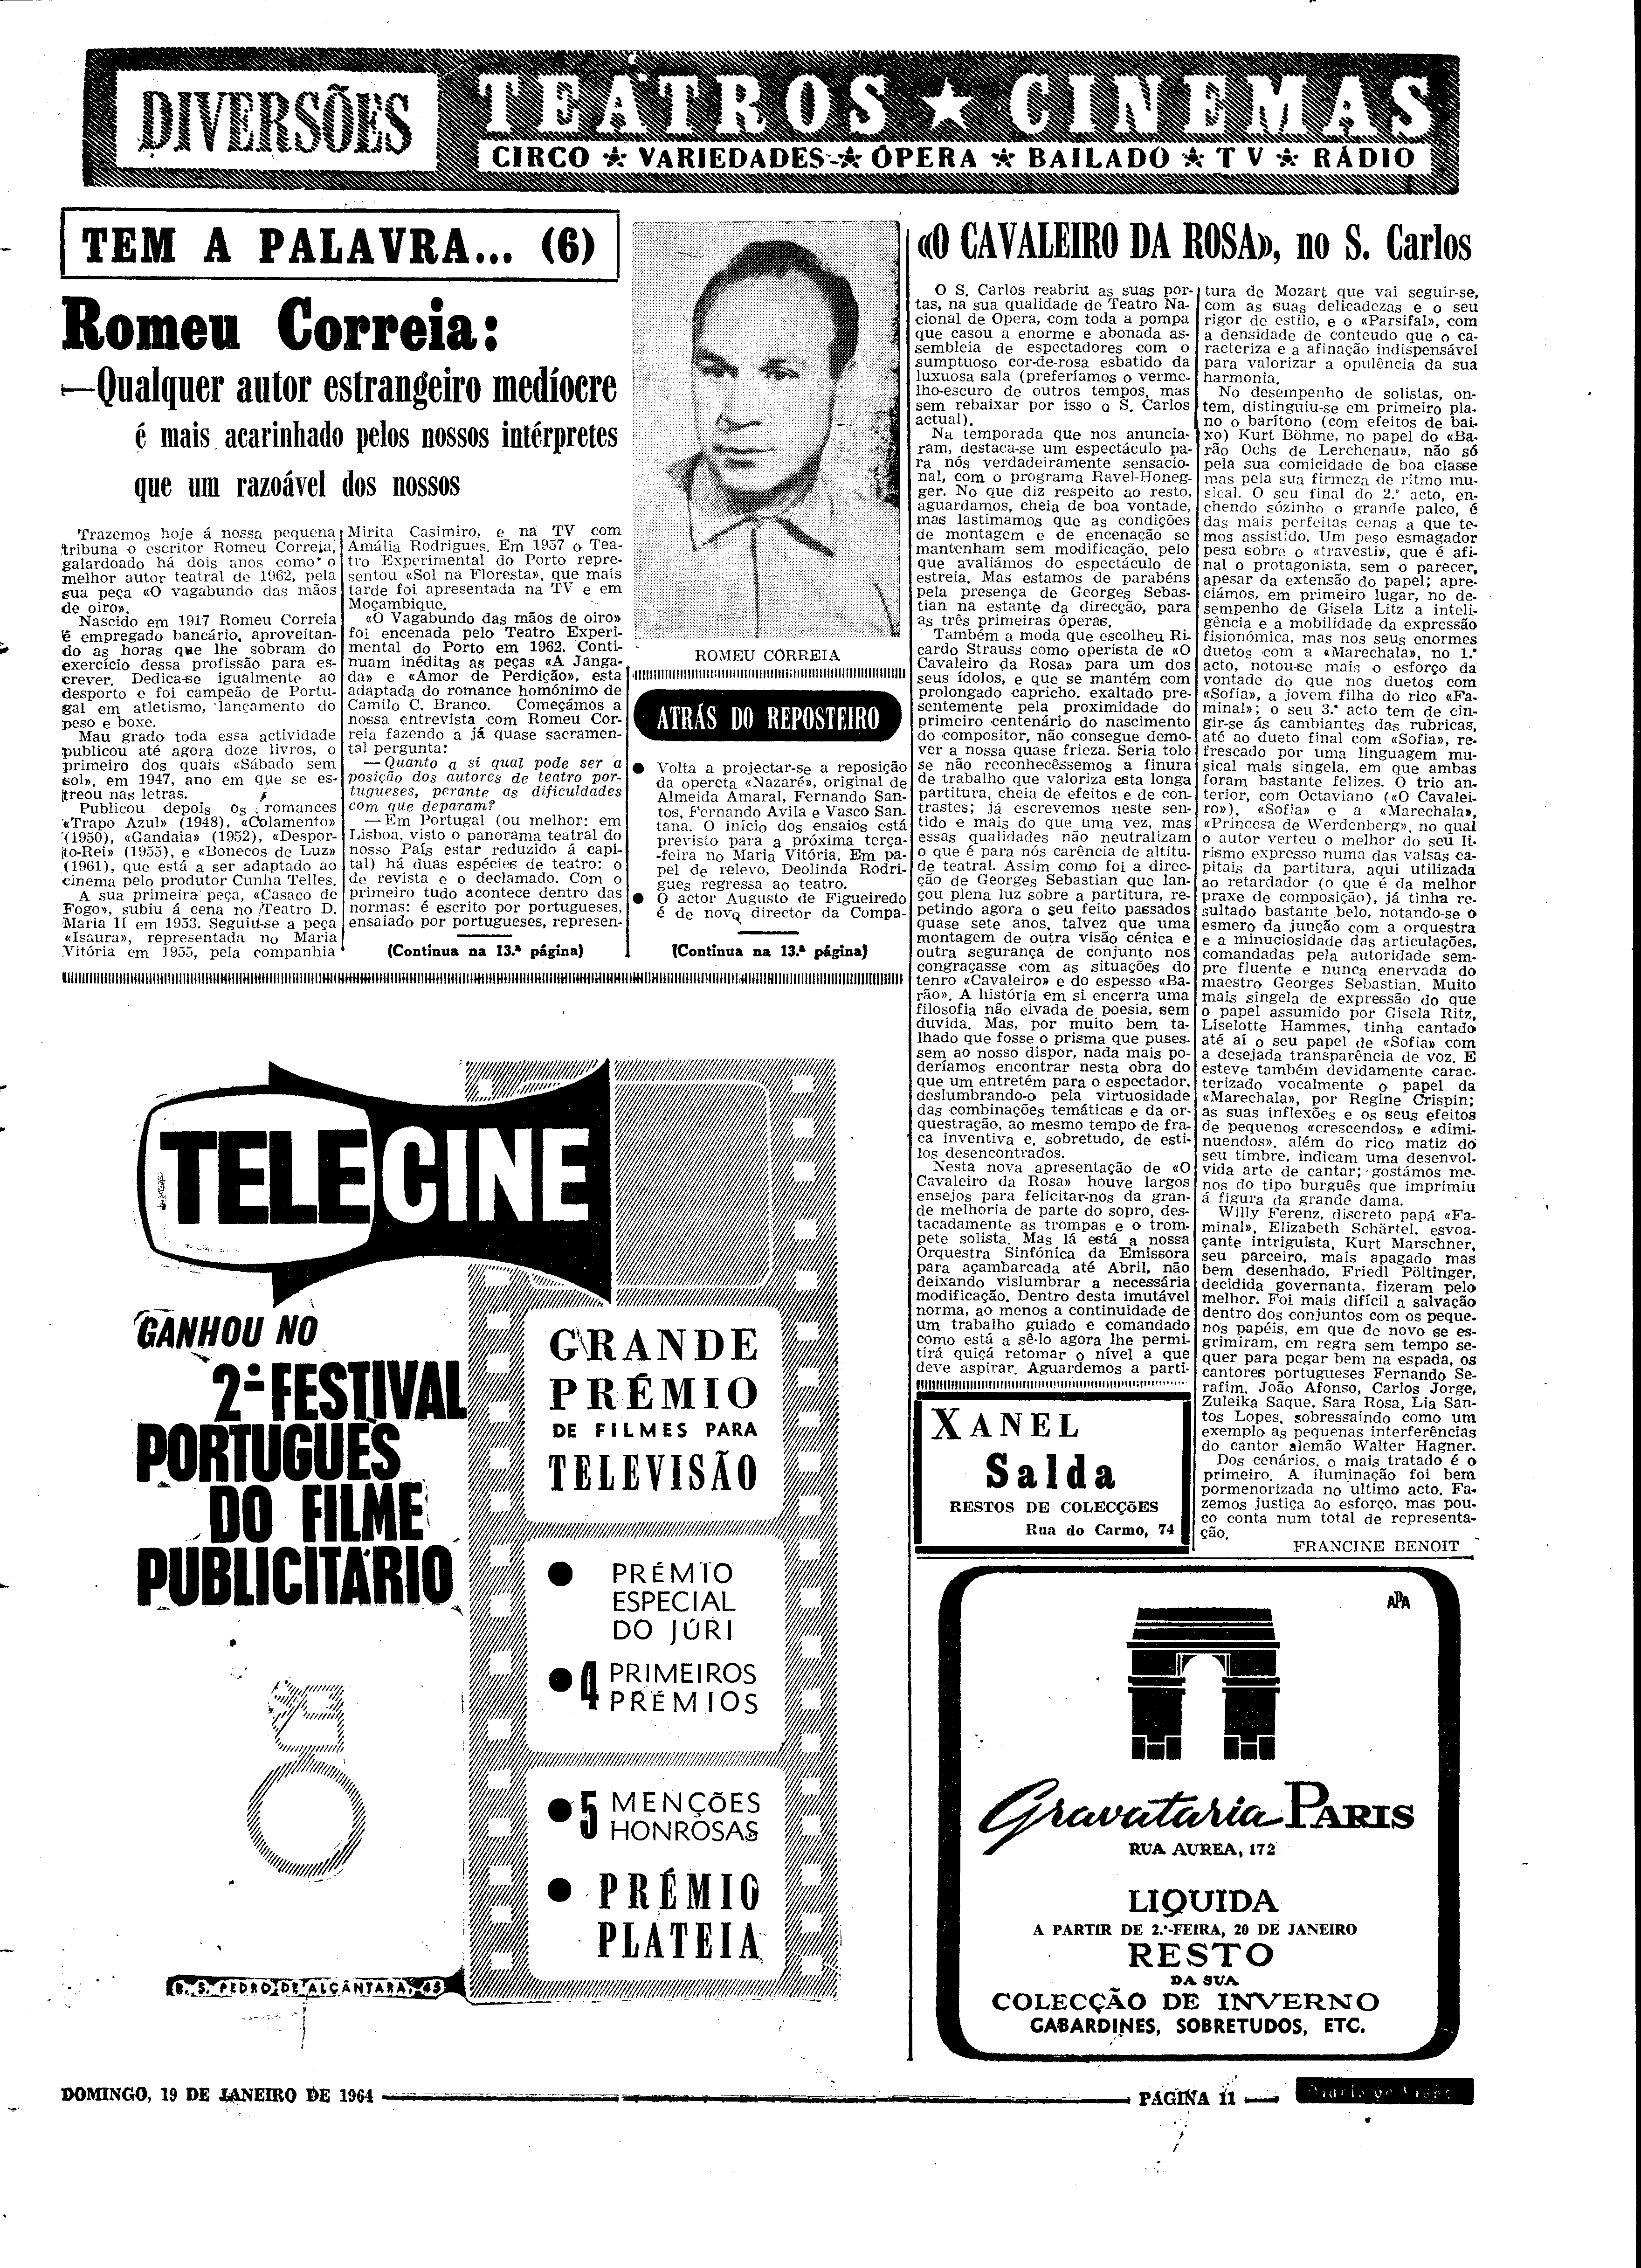 DIVERSÕES
TEATROS ★ CINEMAS
CIRCO ★ VARIEDADES ★ ÓPERA ★ BAILADO ★ TV ★ RÁDIO
TEM A PALAVRA... (6)
Romeu Correia:
—Qualquer autor estrangeiro medíocre
é mais acarinhado pelos nossos intérpretes
que um razoável dos nossos
Trazemos hoje á nossa pequena
tribuna o escritor Romeu Correia,
galardoado há dois anos como o
melhor autor teatral de 1962, pela
sua peça «O vagabundo das mãos
de oiro».
Nascido em 1917 Romeu Correia
é empregado bancário, aproveitan-
do as horas que lhe sobram do
exercício dessa profissão para es-
crever. Dedica-se igualmente ao
desporto e foi campeão de Portu-
gal em atletismo, lançamento do
peso e boxe.
Mau grado toda essa actividade
publicou até agora doze livros, o
primeiro dos quais «Sábado sem
sol», em 1947, ano em que se es-
treou nas letras.
Publicou depois os romances
«Trapo Azul» (1948), «Colamento»
(1950), «Gandaia» (1952), «Despor-
to-Rei» (1955), e «Bonecos de Luz»
(1961), que está a ser adaptado ao
cinema pelo produtor Cunha Telles.
A sua primeira peça, «Casaco de
Fogo», subiu á cena no Teatro D.
Maria II em 1953. Seguiu-se a peça
«Isaura», representada no Maria
Vitória em 1955, pela companhia
Mirita Casimiro, e na TV com
Amália Rodrigues. Em 1957 o Tea-
tro Experimental do Porto repre-
sentou «Sol na Floresta», que mais
tarde foi apresentada na TV e em
Moçambique.
«O Vagabundo das mãos de oiro»
foi encenada pelo Teatro Experi-
mental do Porto em 1962. Conti-
nuam inéditas as peças «A Janga-
da» e «Amor de Perdição», esta
adaptada do romance homónimo de
Camilo C. Branco. Começámos a
nossa entrevista com Romeu Cor-
reia fazendo a já quase sacramen-
tal pergunta:
— Quanto a si qual pode ser a
posição dos autores de teatro por-
tugueses, perante as dificuldades
com que deparam?
— Em Portugal (ou melhor: em
Lisboa, visto o panorama teatral do
nosso País estar reduzido á capi-
tal) há duas espécies de teatro: o
de revista e o declamado. Com o
primeiro tudo acontece dentro das
normas: é escrito por portugueses,
ensaiado por portugueses, represen-
(Continua na 13.ª página)
ROMEU CORREIA
ATRÁS DO REPOSTEIRO
● Volta a projectar-se a reposição
da opereta «Nazaré», original de
Almeida Amaral, Fernando San-
tos, Fernando Avila e Vasco San-
tana. O início dos ensaios está
previsto para a próxima terça-
-feira no Maria Vitória. Em pa-
pel de relevo, Deolinda Rodri-
gues regressa ao teatro.
● O actor Augusto de Figueiredo
é de novo director da Compa-
(Continua na 13.ª página)
«O CAVALEIRO DA ROSA», no S. Carlos
O S. Carlos reabriu as suas por-
tas, na sua qualidade de Teatro Na-
cional de Opera, com toda a pompa
que casou a enorme e abonada as-
sembleia de espectadores com o
sumptuoso cor-de-rosa esbatido da
luxuosa sala (preferíamos o verme-
lho-escuro de outros tempos, mas
sem rebaixar por isso o S. Carlos
actual).
Na temporada que nos anuncia-
ram, destaca-se um espectáculo pa-
ra nós verdadeiramente sensacio-
nal, com o programa Ravel-Honeg-
ger. No que diz respeito ao resto,
aguardamos, cheia de boa vontade,
mas lastimamos que as condições
de montagem e de encenação se
mantenham sem modificação, pelo
que avaliámos do espectáculo de
estreia. Mas estamos de parabéns
pela presença de Georges Sebas-
tian na estante da direcção, para
as três primeiras óperas.
Também a moda que escolheu Ri-
cardo Strauss como operista de «O
Cavaleiro da Rosa» para um dos
seus ídolos, e que se mantém com
prolongado capricho, exaltado pre-
sentemente pela proximidade do
primeiro centenário do nascimento
do compositor, não consegue demo-
ver a nossa quase frieza. Seria tolo
se não reconhecêssemos a finura
de trabalho que valoriza esta longa
partitura, cheia de efeitos e de con-
trastes; já escrevemos neste sen-
tido e mais do que uma vez, mas
essas qualidades não neutralizam
o que é para nós carência de altitu-
de teatral. Assim como foi a direc-
ção de Georges Sebastian que lan-
çou plena luz sobre a partitura, re-
petindo agora o seu feito passados
quase sete anos, talvez que uma
montagem de outra visão cénica e
outra segurança de conjunto nos
congraçasse com as situações do
tenro «Cavaleiro» e do espesso «Ba-
rão». A história em si encerra uma
filosofia não eivada de poesia, sem
duvida. Mas, por muito bem ta-
lhado que fosse o prisma que puses-
sem ao nosso dispor, nada mais po-
deríamos encontrar nesta obra do
que um entretém para o espectador,
deslumbrando-o pela virtuosidade
das combinações temáticas e da or-
questração, ao mesmo tempo de fra-
ca inventiva e, sobretudo, de esti-
los desencontrados.
Nesta nova apresentação de «O
Cavaleiro da Rosa» houve largos
ensejos para felicitar-nos da gran-
de melhoria de parte do sopro, des-
tacadamente as trompas e o trom-
pete solista. Mas lá está a nossa
Orquestra Sinfónica da Emissora
para açambarcada até Abril, não
deixando vislumbrar a necessária
modificação. Dentro desta imutável
norma, ao menos a continuidade de
um trabalho guiado e comandado
como está a sê-lo agora lhe permi-
tirá quiçá retomar o nível a que
deve aspirar. Aguardemos a parti-
tura de Mozart que vai seguir-se,
com as suas delicadezas e o seu
rigor de estilo, e o «Parsifal», com
a densidade de conteudo que o ca-
racteriza e a afinação indispensável
para valorizar a opulência da sua
harmonia.
No desempenho de solistas, on-
tem, distinguiu-se em primeiro pla-
no o barítono (com efeitos de bai-
xo) Kurt Böhme, no papel do «Ba-
rão Ochs de Lerchenau», não só
pela sua comicidade de boa classe
mas pela sua firmeza de ritmo mu-
sical. O seu final do 2.º acto, en-
chendo sózinho o grande palco, é
das mais perfeitas cenas a que te-
mos assistido. Um peso esmagador
pesa sobre o «travesti», que é afi-
nal o protagonista, sem o parecer,
apesar da extensão do papel; apre-
ciámos, em primeiro lugar, no de-
sempenho de Gisela Litz a inteli-
gência e a mobilidade da expressão
fisionómica, mas nos seus enormes
duetos com a «Marechala», no 1.º
acto, notou-se mais o esforço da
vontade do que nos duetos com
«Sofia», a jovem filha do rico «Fa-
minal»; o seu 3.º acto tem de cin-
gir-se ás cambiantes das rubricas,
até ao dueto final com «Sofia», re-
frescado por uma linguagem mu-
sical mais singela, em que ambas
foram bastante felizes. O trio an-
terior, com Octaviano («O Cavalei-
ro»), «Sofia» e a «Marechala»,
«Princesa de Werdenberg», no qual
o autor verteu o melhor do seu li-
rismo expresso numa das valsas ca-
pitais da partitura, aqui utilizada
ao retardador (o que é da melhor
praxe de composição), já tinha re-
sultado bastante belo, notando-se o
esmero da junção com a orquestra
e a minuciosidade das articulações,
comandadas pela autoridade sem-
pre fluente e nunca enervada do
maestro Georges Sebastian. Muito
mais singela de expressão do que
o papel assumido por Gisela Ritz,
Liselotte Hammes, tinha cantado
até aí o seu papel de «Sofia» com
a desejada transparência de voz. E
esteve também devidamente carac-
terizado vocalmente o papel da
«Marechala», por Regine Crispin;
as suas inflexões e os seus efeitos
de pequenos «crescendos» e «dimi-
nuendos», além do rico matiz do
seu timbre, indicam uma desenvol-
vida arte de cantar; gostámos me-
nos do tipo burguês que imprimiu
á figura da grande dama.
Willy Ferenz, discreto papá «Fa-
minal», Elizabeth Schärtel, esvoa-
çante intriguista, Kurt Marschner,
seu parceiro, mais apagado mas
bem desenhado, Friedl Pöltinger,
decidida governanta, fizeram pelo
melhor. Foi mais difícil a salvação
dentro dos conjuntos com os peque-
nos papéis, em que de novo se es-
grimiram, em regra sem tempo se-
quer para pegar bem na espada, os
cantores portugueses Fernando Se-
rafim, João Afonso, Carlos Jorge,
Zuleika Saque, Sara Rosa, Lia San-
tos Lopes, sobressaindo como um
exemplo as pequenas interferências
do cantor alemão Walter Hagner.
Dos cenários, o mais tratado é o
primeiro. A iluminação foi bem
pormenorizada no ultimo acto. Fa-
zemos justiça ao esforço, mas pou-
co conta num total de representa-
ção.
FRANCINE BENOIT
TELECINE
GANHOU NO
2.º FESTIVAL
PORTUGUÊS
DO FILME
PUBLICITÁRIO
GRANDE
PRÉMIO
DE FILMES PARA
TELEVISÃO
● PRÉMIO
ESPECIAL
DO JÚRI
● 4 PRIMEIROS
PRÉMIOS
● 5 MENÇÕES
HONROSAS
● PRÉMIO
PLATEIA
R. S. PEDRO DE ALCÂNTARA, 45
XANEL
Salda
RESTOS DE COLECÇÕES
Rua do Carmo, 74
APA
Gravataria PARIS
RUA AUREA, 172
LIQUIDA
A PARTIR DE 2.ª-FEIRA, 20 DE JANEIRO
RESTO
DA SUA
COLECÇÃO DE INVERNO
GABARDINES, SOBRETUDOS, ETC.
DOMINGO, 19 DE JANEIRO DE 1964
PÁGINA 11
Diario de Lisboa